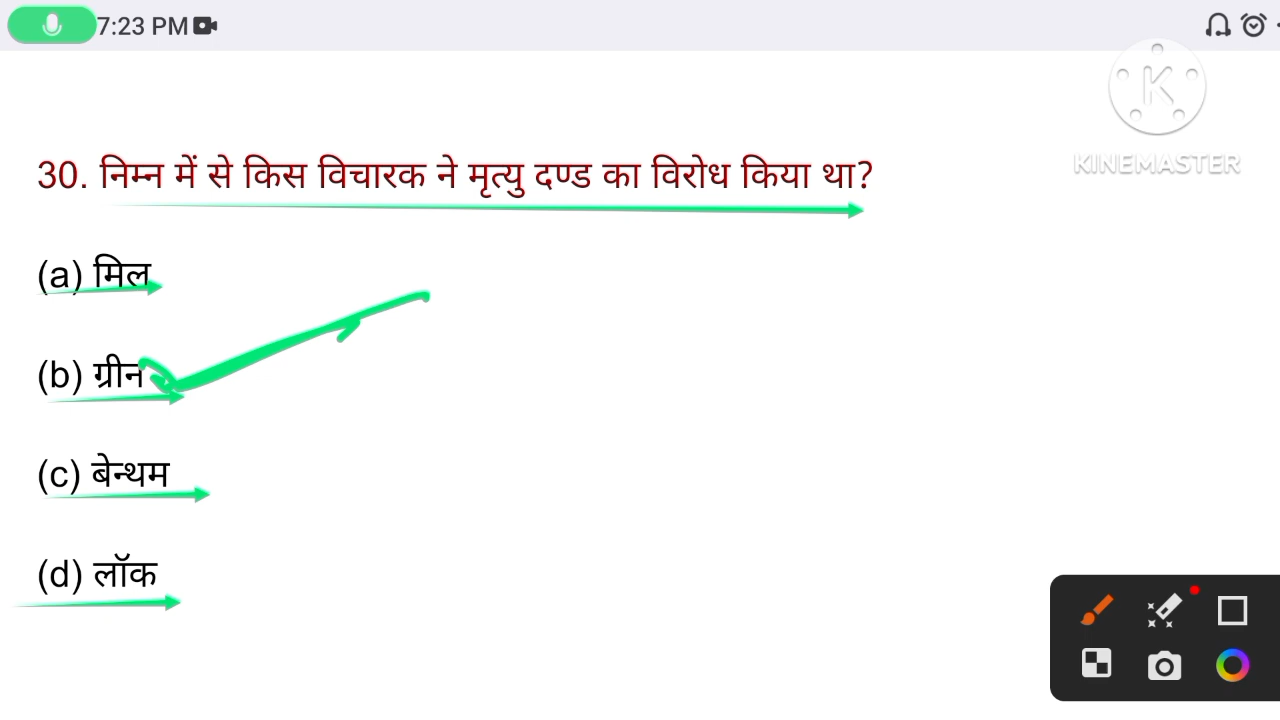 7:23 PM
K
KINEMASTER
30. निम्न में से किस विचारक ने मृत्यु दण्ड का विरोध किया था?
(a) मिल
(b) ग्रीन
(c) बेन्थम
(d) लॉक